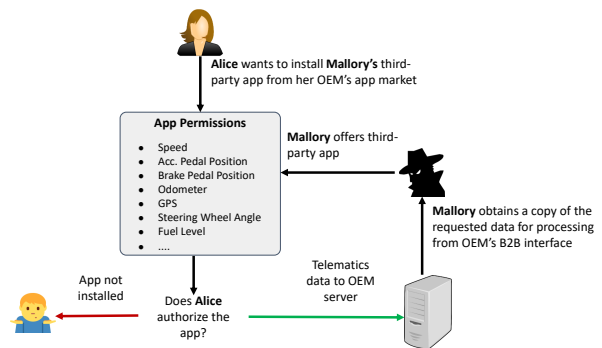 Alice wants to install Mallory's third-
party app from her OEM's app market
App Permissions
• Speed
• Acc. Pedal Position
• Brake Pedal Position
• Odometer
• GPS
• Steering Wheel Angle
• Fuel Level
• ....
Mallory offers third-
party app
Mallory obtains a copy of the
requested data for processing
from OEM's B2B interface
Telematics
data to OEM
server
App not
installed
Does Alice
authorize the
app?